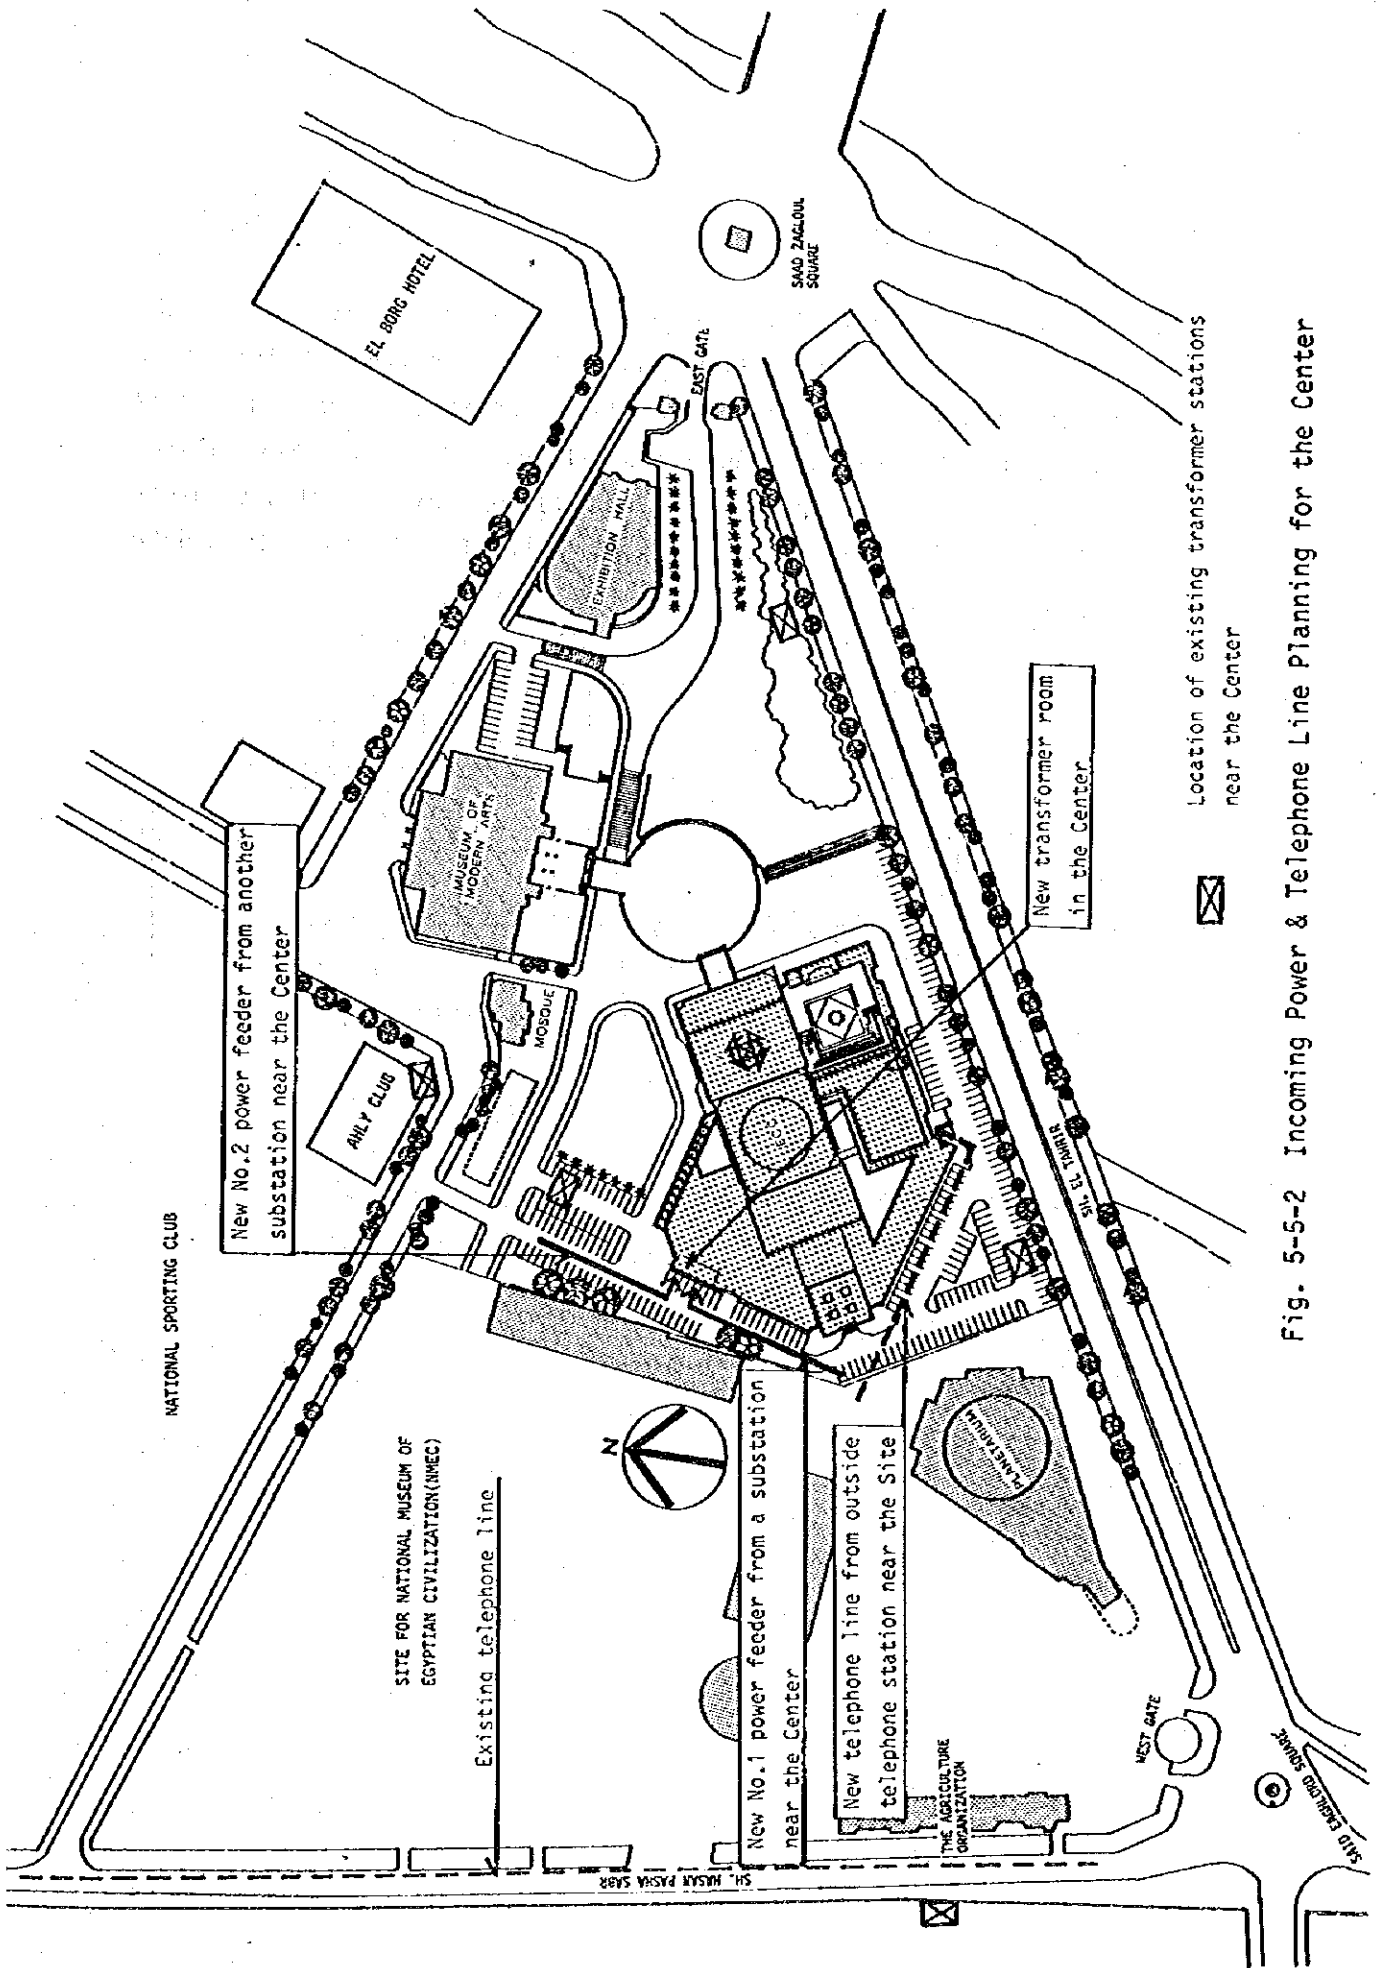 NATIONAL SPORTING CLUB
SITE FOR NATIONAL MUSEUM OF
EGYPTIAN CIVILIZATION(NMEC)
Existing telephone line
SH. HASAN PASHA SABR
New No.2 power feeder from another
substation near the Center
AHLY CLUB
MOSQUE
MUSEUM OF
MODERN ARTS
EXHIBITION HALL
EL BORG HOTEL
EAST GATE
SAAD ZAGLOUL
SQUARE
N
ECC
New No.1 power feeder from a substation
near the Center
New telephone line from outside
telephone station near the Site
THE AGRICULTURE
ORGANIZATION
PLANETARIUM
WEST GATE
SAID EAGHLORD SQUARE
SH. EL TAHRIR
New transformer room
in the Center
Location of existing transformer stations
near the Center
Fig. 5-5-2 Incoming Power & Telephone Line Planning for the Center